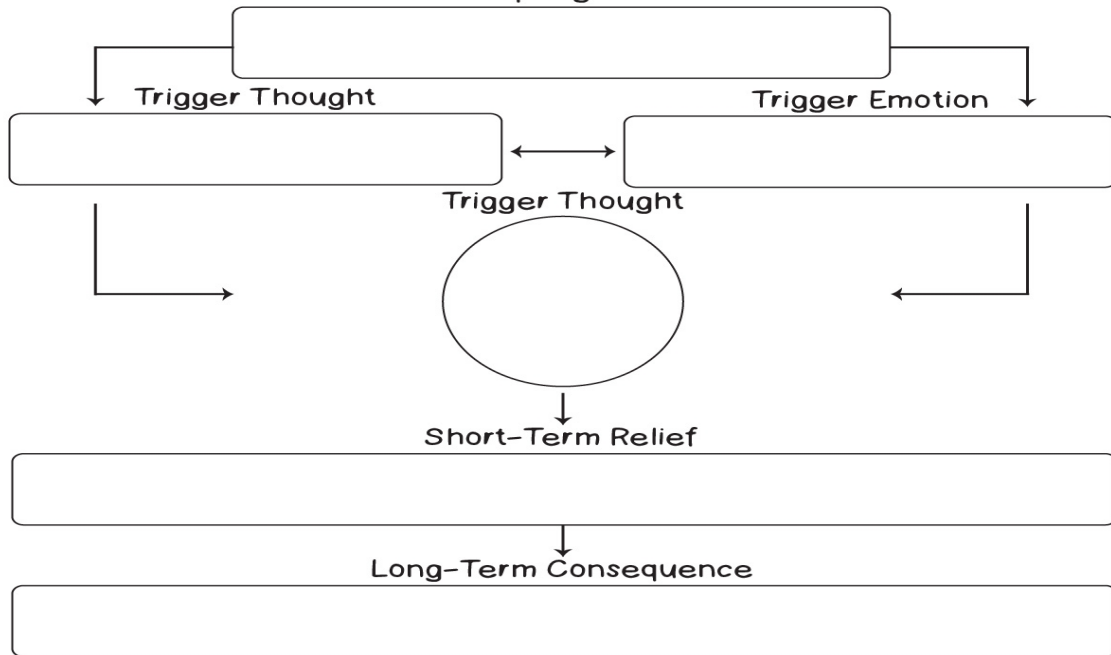 Trigger Thought
Trigger Emotion
Trigger Thought
Short-Term Relief
Long-Term Consequence